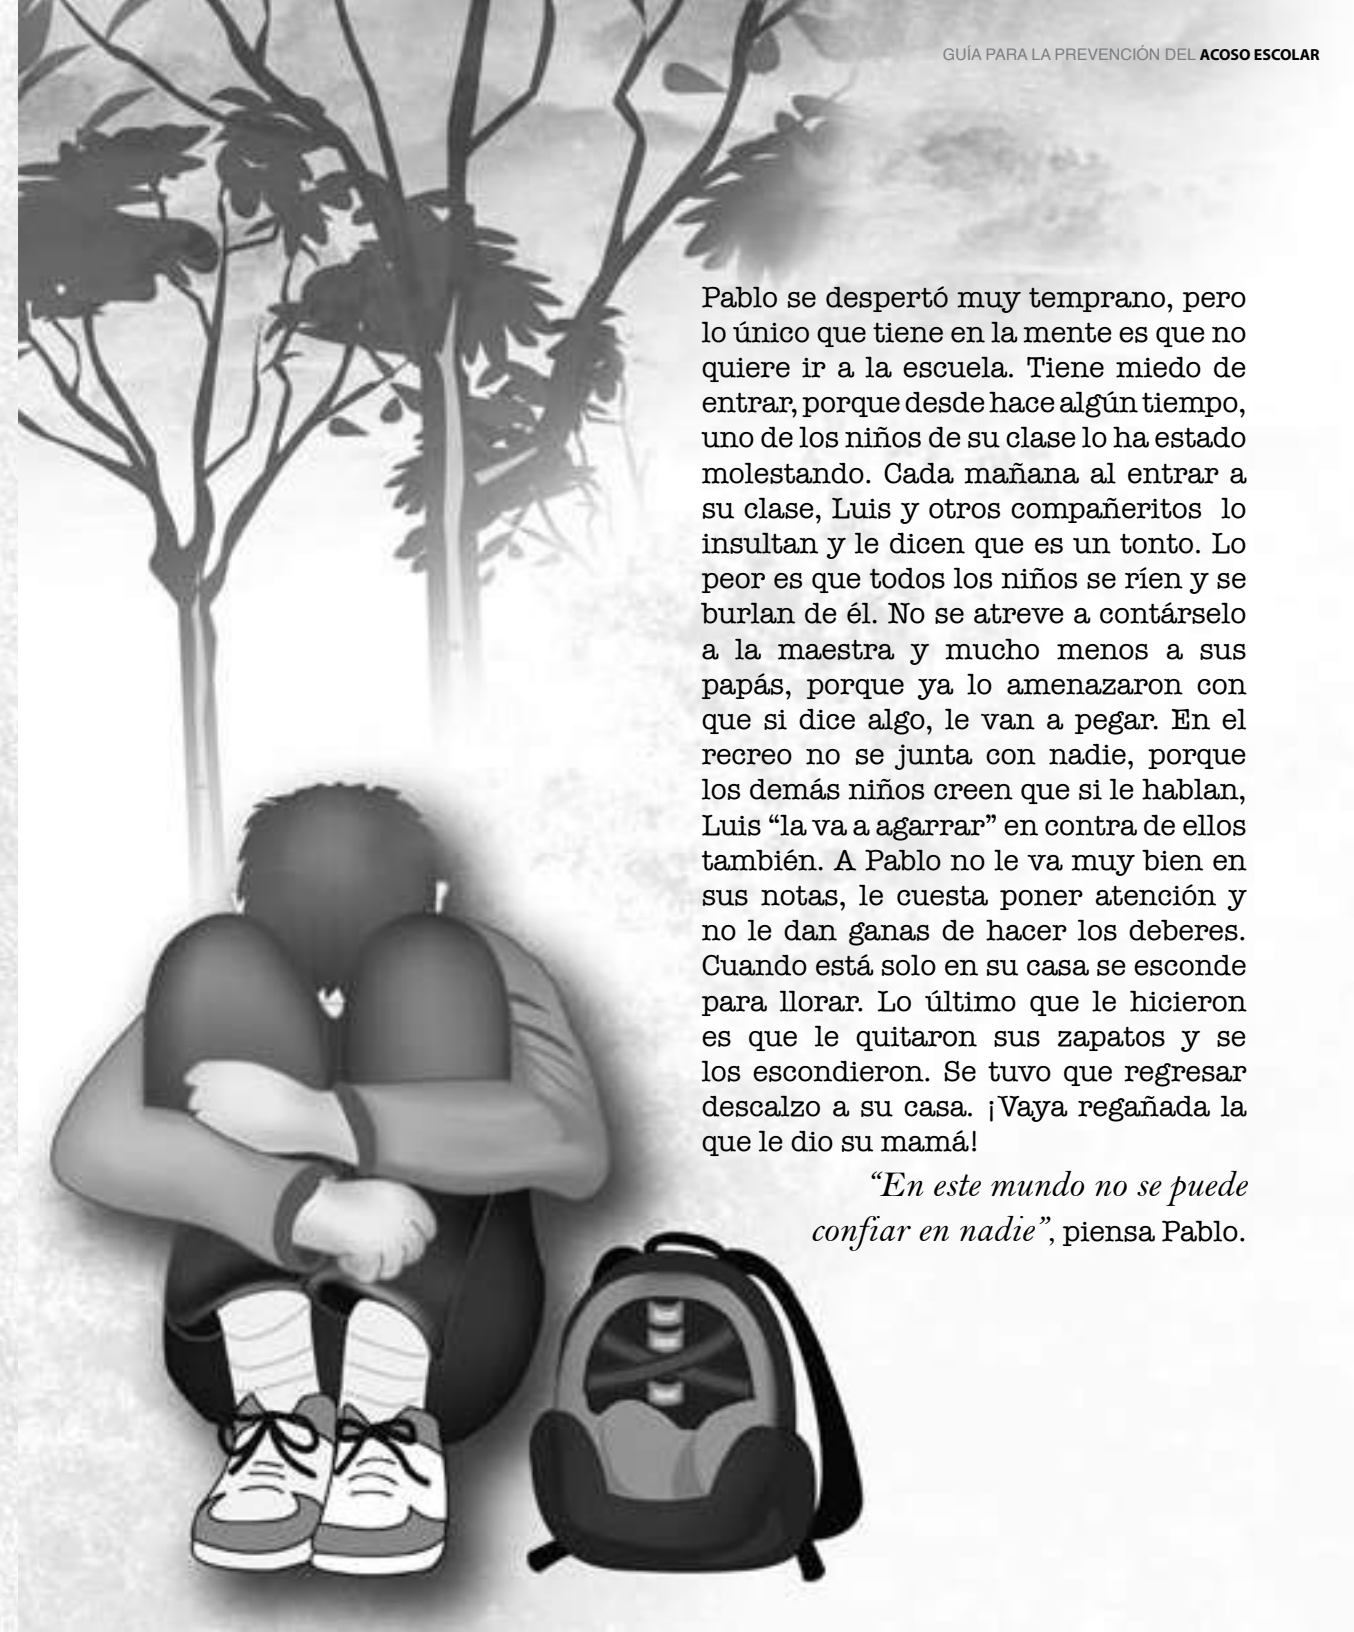 GUÍA PARA LA PREVENCIÓN DEL ACOSO ESCOLAR
Pablo se despertó muy temprano, pero
lo único que tiene en la mente es que no
quiere ir a la escuela. Tiene miedo de
entrar, porque desde hace algún tiempo,
uno de los niños de su clase lo ha estado
molestando. Cada mañana al entrar a
su clase, Luis y otros compañeritos lo
insultan y le dicen que es un tonto. Lo
peor es que todos los niños se ríen y se
burlan de él. No se atreve a contárselo
a la maestra y mucho menos a sus
papás, porque ya lo amenazaron con
que si dice algo, le van a pegar. En el
recreo no se junta con nadie, porque
los demás niños creen que si le hablan,
Luis “la va a agarrar” en contra de ellos
también. A Pablo no le va muy bien en
sus notas, le cuesta poner atención y
no le dan ganas de hacer los deberes.
Cuando está solo en su casa se esconde
para llorar. Lo último que le hicieron
es que le quitaron sus zapatos y se
los escondieron. Se tuvo que regresar
descalzo a su casa. ¡Vaya regañada la
que le dio su mamá!
“En este mundo no se puede
confiar en nadie”, piensa Pablo.